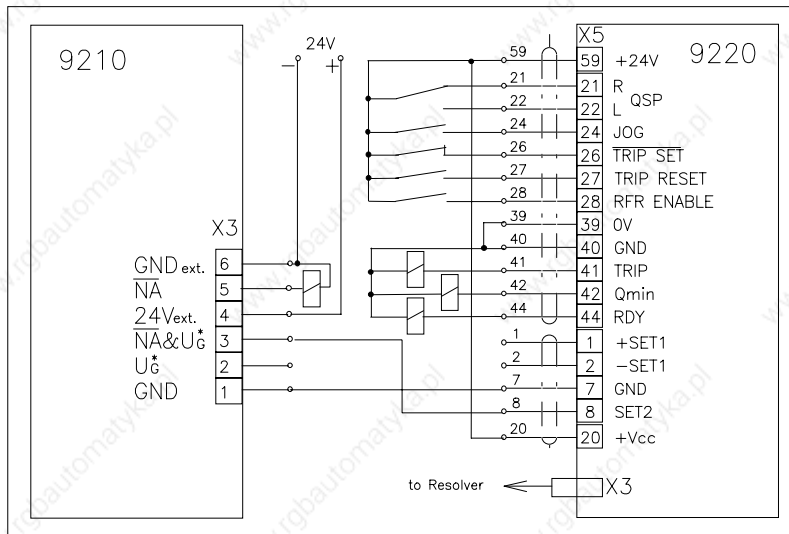 9210
24V
−
+
X3
GND ext. 6
NA 5
24Vext. 4
NA&UG* 3
UG* 2
GND 1
X5
9220
59 59 +24V
21 21 R
QSP
22 22 L
24 24 JOG
26 26 TRIP SET
27 27 TRIP RESET
28 28 RFR ENABLE
39 39 0V
40 40 GND
41 41 TRIP
42 42 Qmin
44 44 RDY
1 1 +SET1
2 2 -SET1
7 7 GND
8 8 SET2
20 20 +Vcc
to Resolver X3
www.rgbautomatyka.pl